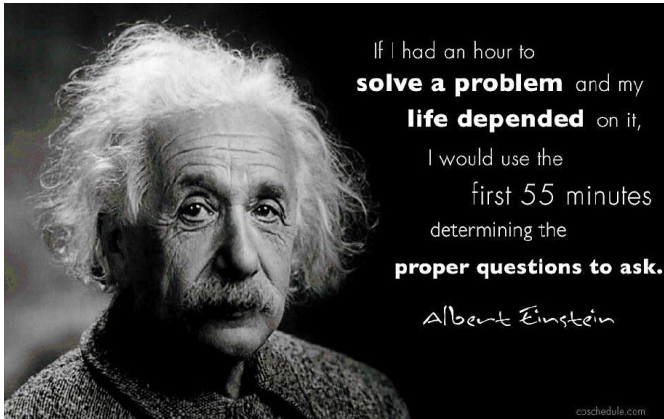 If I had an hour to
solve a problem and my
life depended on it,
I would use the
first 55 minutes
determining the
proper questions to ask.
Albert Einstein
coschedule.com